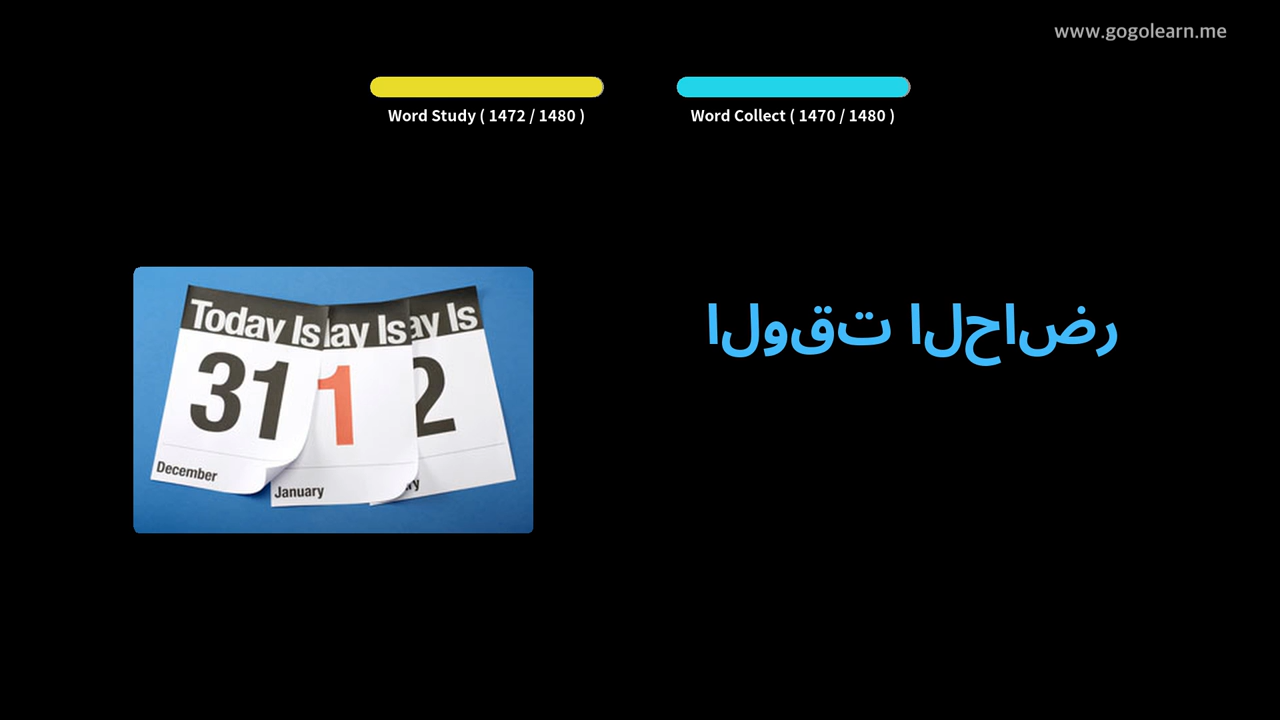 www.gogolearn.me
Word Study ( 1472 / 1480 )
Word Collect ( 1470 / 1480 )
الوقت الحاضر
Today Is
31
December
ay Is
1
January
ay Is
2
ry